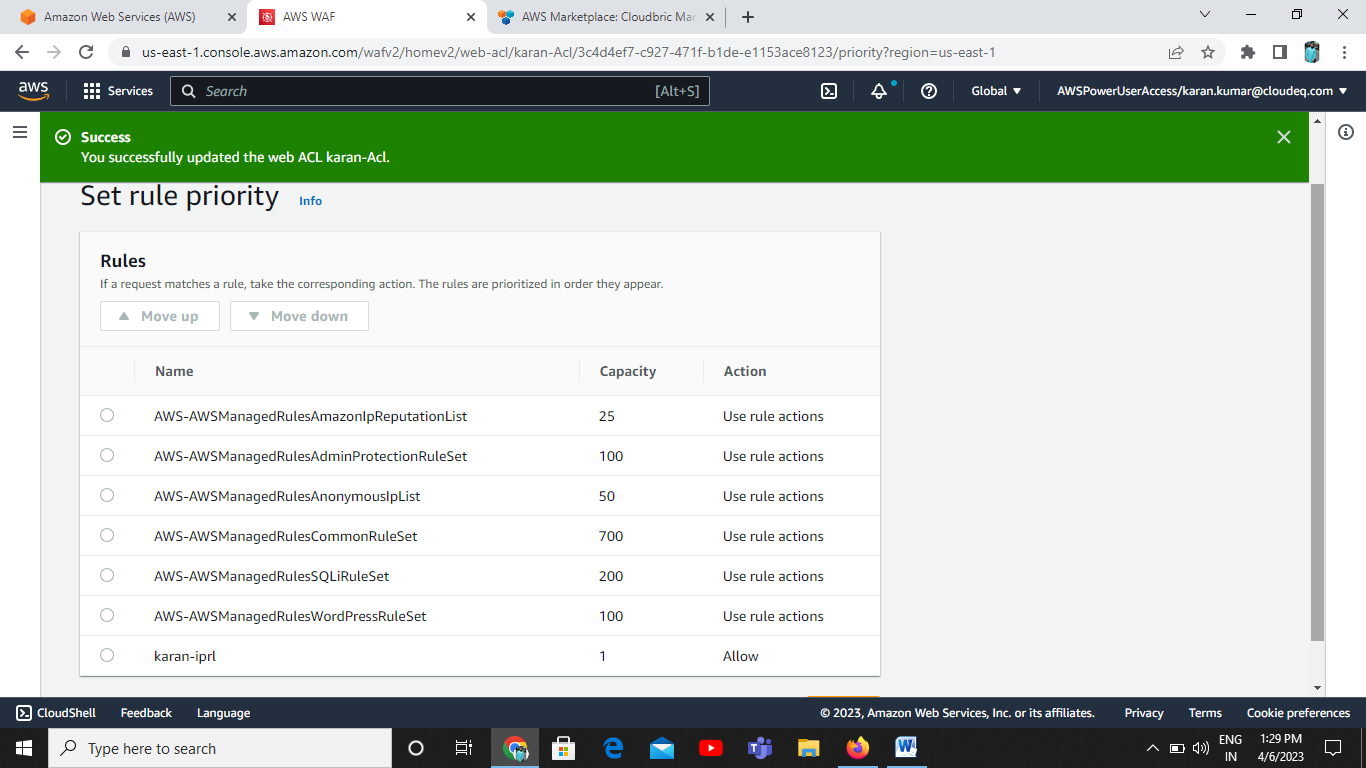 Amazon Web Services (AWS)
AWS WAF
AWS Marketplace: Cloudbric Mar
us-east-1.console.aws.amazon.com/wafv2/homev2/web-acl/karan-Acl/3c4d4ef7-c927-471f-b1de-e1153ace8123/priority?region=us-east-1
aws
Services
Search
[Alt+S]
Global
AWSPowerUserAccess/karan.kumar@cloudeq.com
Success
You successfully updated the web ACL karan-Acl.
Set rule priority Info
Rules
If a request matches a rule, take the corresponding action. The rules are prioritized in order they appear.
Move up Move down
Name Capacity Action
AWS-AWSManagedRulesAmazonIpReputationList 25 Use rule actions
AWS-AWSManagedRulesAdminProtectionRuleSet 100 Use rule actions
AWS-AWSManagedRulesAnonymousIpList 50 Use rule actions
AWS-AWSManagedRulesCommonRuleSet 700 Use rule actions
AWS-AWSManagedRulesSQLiRuleSet 200 Use rule actions
AWS-AWSManagedRulesWordPressRuleSet 100 Use rule actions
karan-iprl 1 Allow
CloudShell Feedback Language © 2023, Amazon Web Services, Inc. or its affiliates. Privacy Terms Cookie preferences
Type here to search
ENG
IN
1:29 PM
4/6/2023